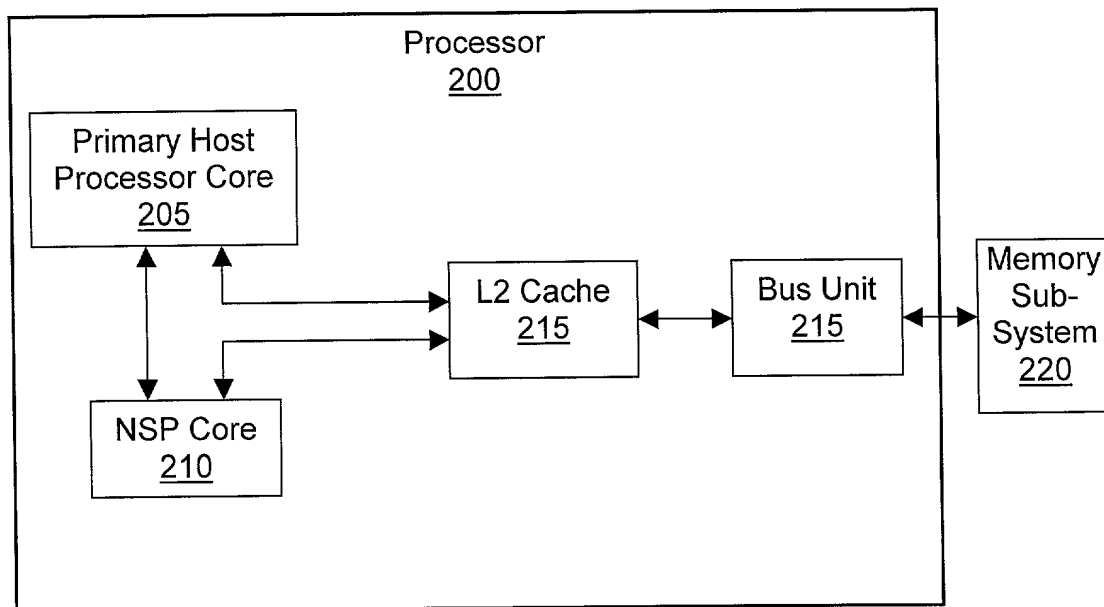 Processor
200
Primary Host
Processor Core
205
L2 Cache
215
Bus Unit
215
Memory
Sub-
System
220
NSP Core
210